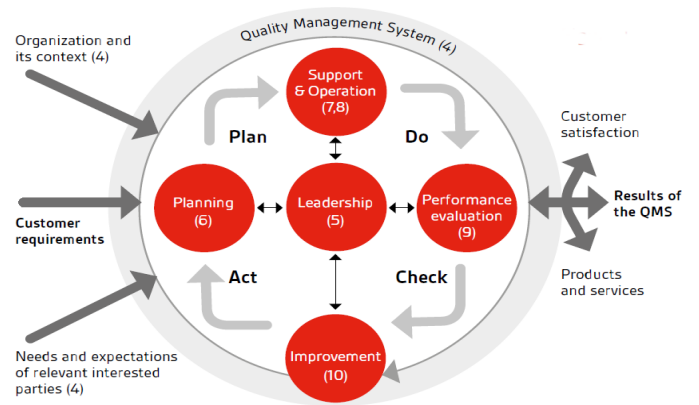 Quality Management System (4)
Organization and
its context (4)
Support
& Operation
(7,8)
Plan
Do
Customer
satisfaction
Planning
(6)
Leadership
(5)
Performance
evaluation
(9)
Customer
requirements
Results of
the QMS
Act
Check
Products
and services
Needs and expectations
of relevant interested
parties (4)
Improvement
(10)